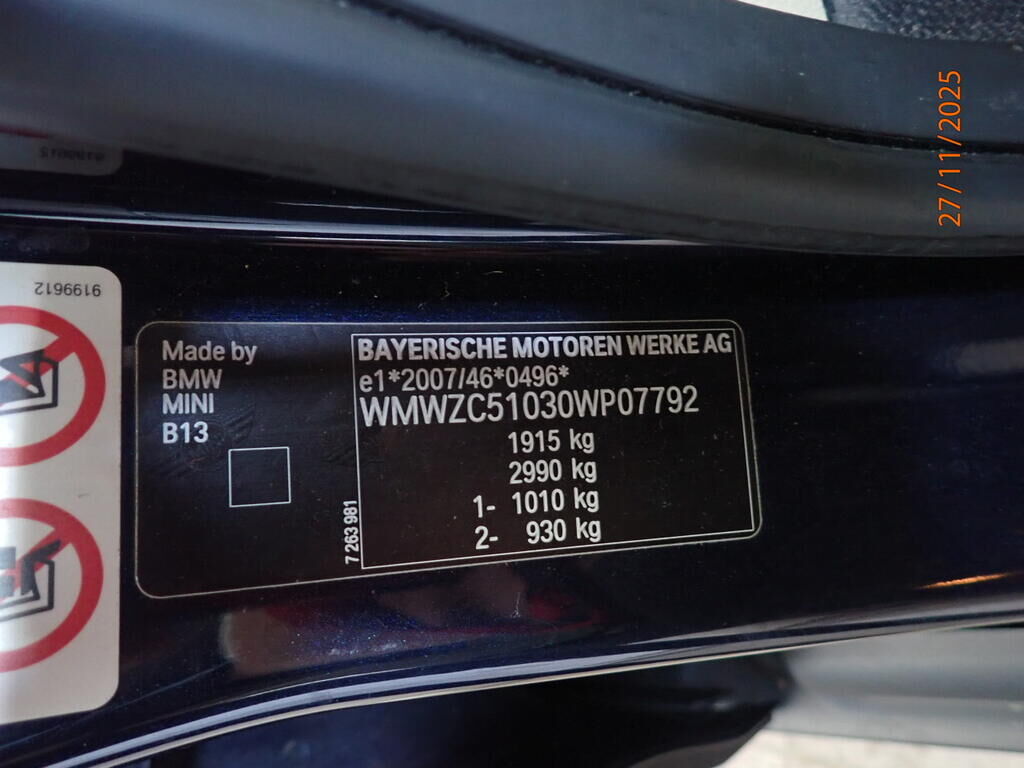 27/11/2025
9199612
Made by
BMW
MINI
B13
7 263 981
BAYERISCHE MOTOREN WERKE AG
e1*2007/46*0496*
WMWZC51030WP07792
1915 kg
2990 kg
1- 1010 kg
2- 930 kg